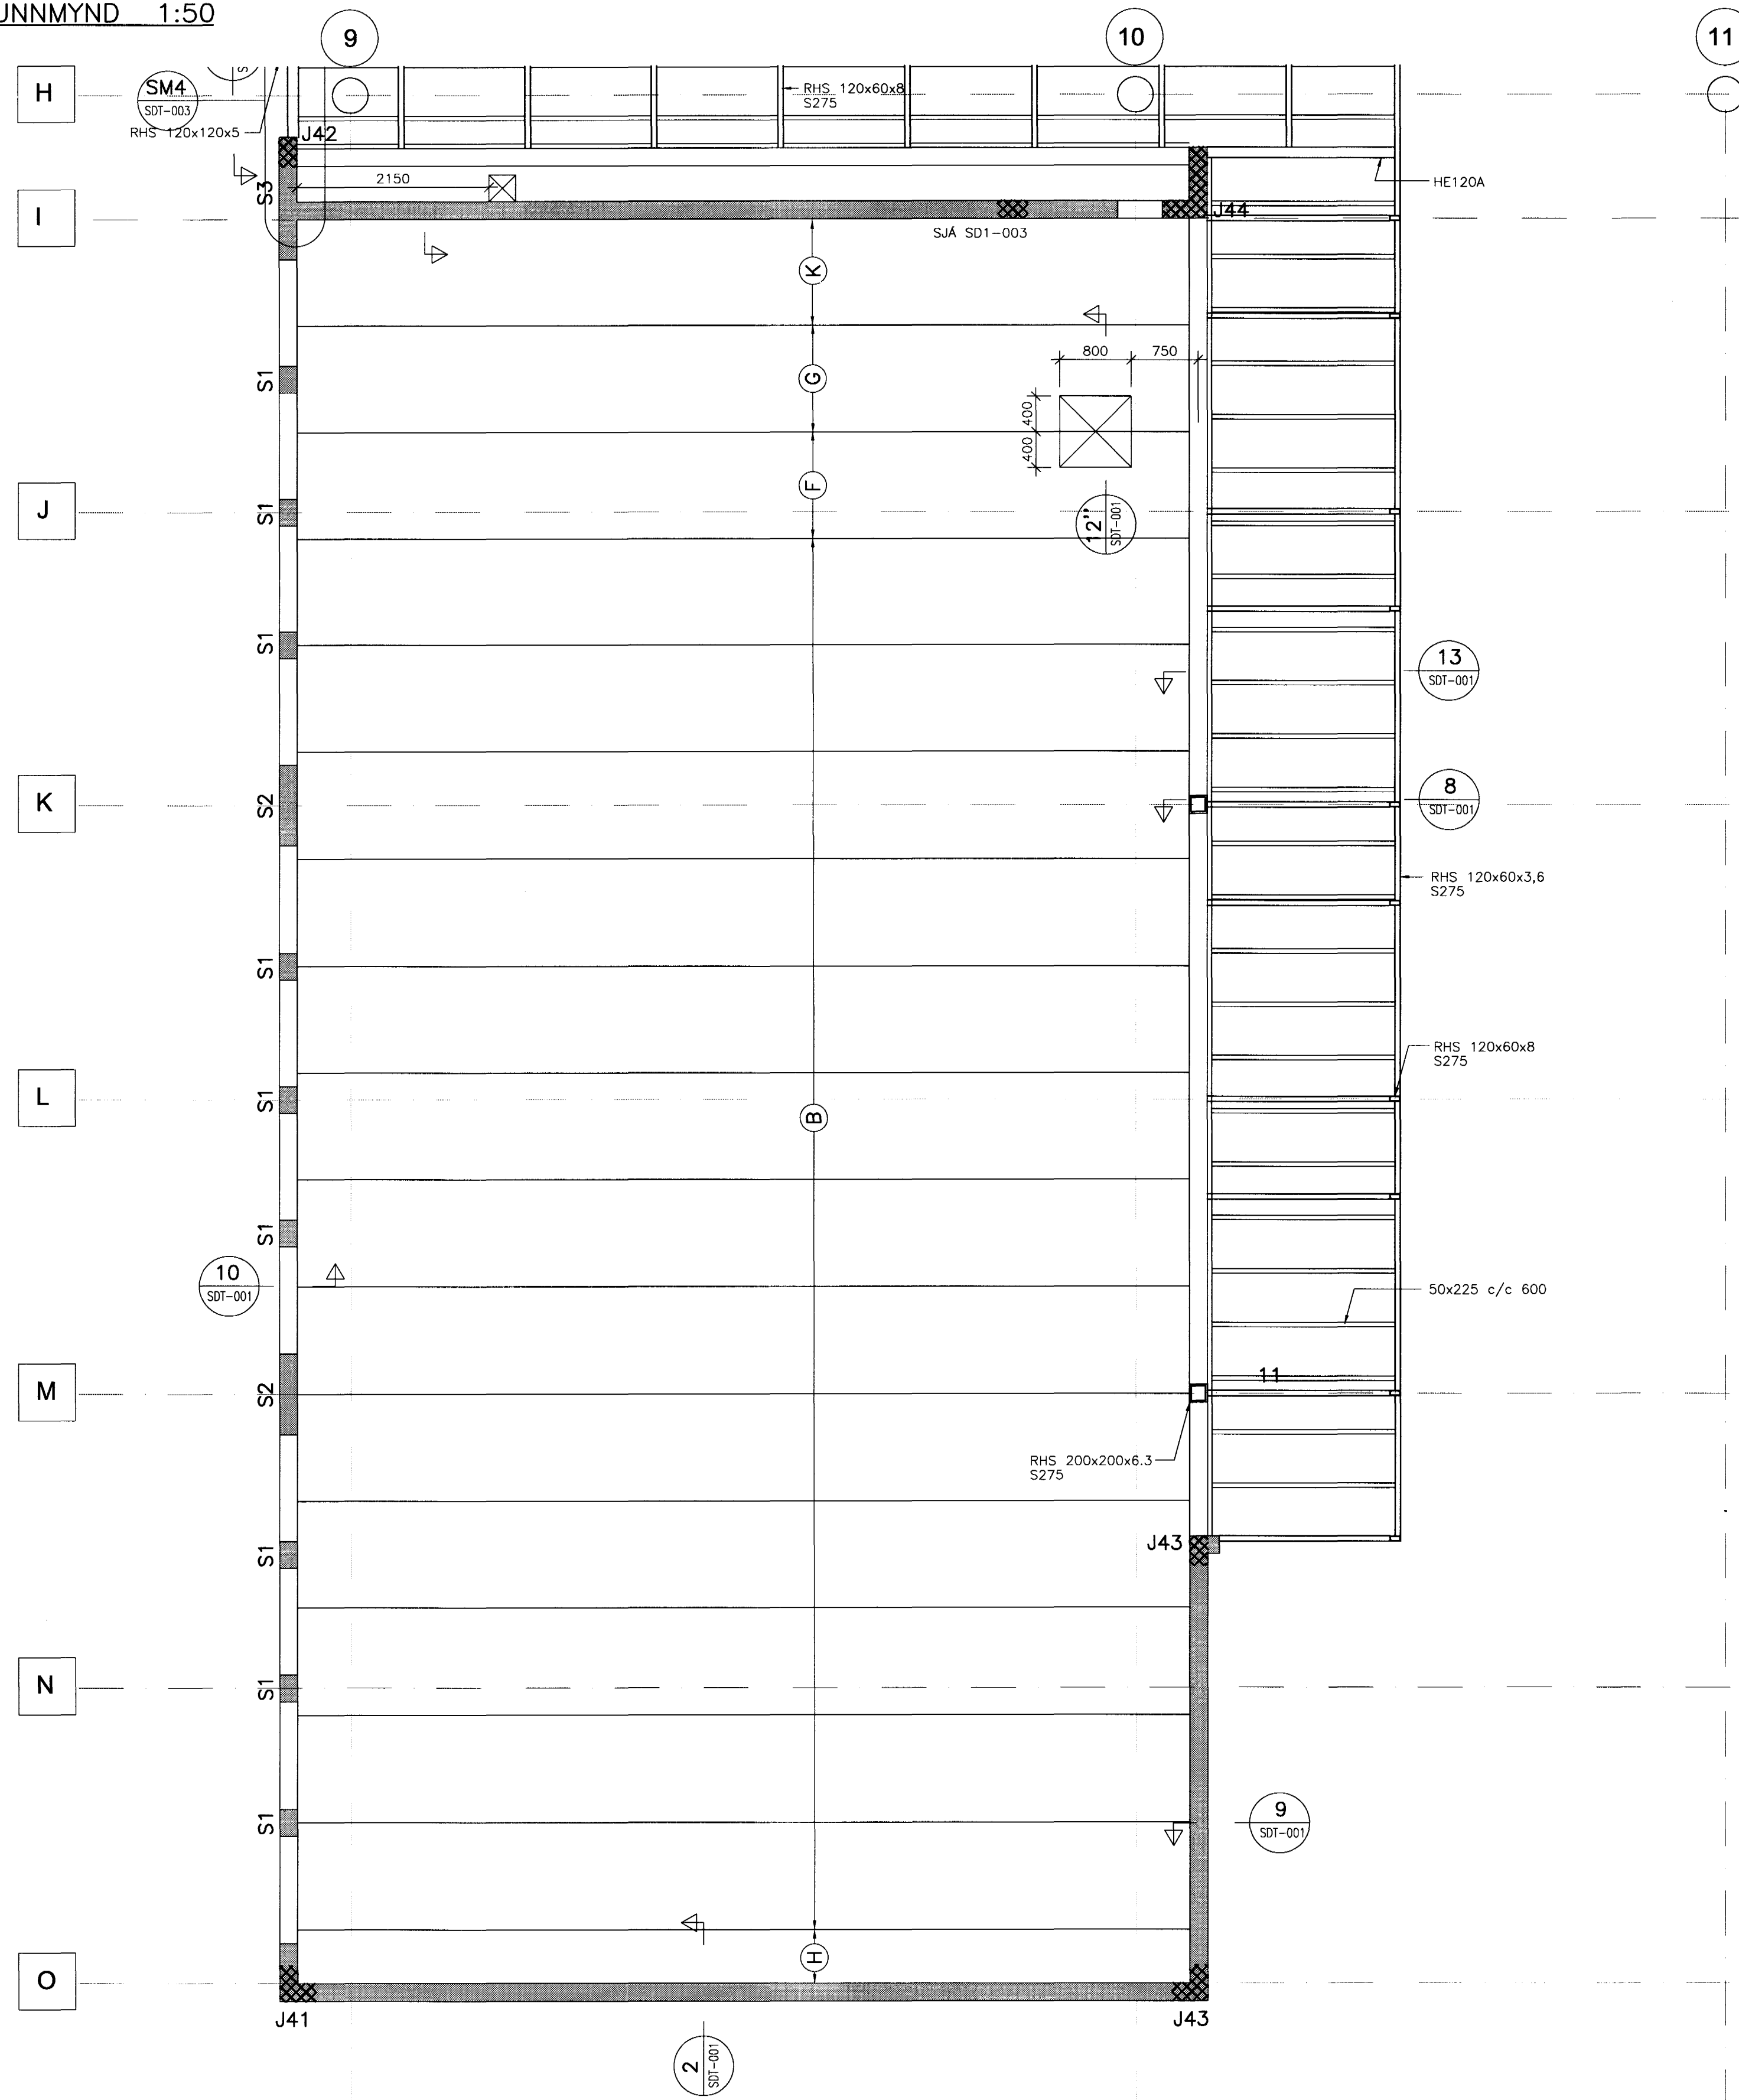 UNNMYND 1:50
9
10
11
H
SM4
SDT-003
S
RHS 120x60x8
S275
RHS 120x120x5
J42
2150
HE120A
S3
I
J44
SJÁ SD1-003
K
800
750
S1
G
400
400
F
J
S1
12"
SDT-001
S1
13
SDT-001
K
S2
8
SDT-001
RHS 120x60x3,6
S275
S1
RHS 120x60x8
S275
L
S1
B
S1
10
SDT-001
50x225 c/c 600
M
S2
11
RHS 200x200x6.3
S275
J43
S1
N
S1
9
SDT-001
S1
H
O
J41
J43
2
SDT-001